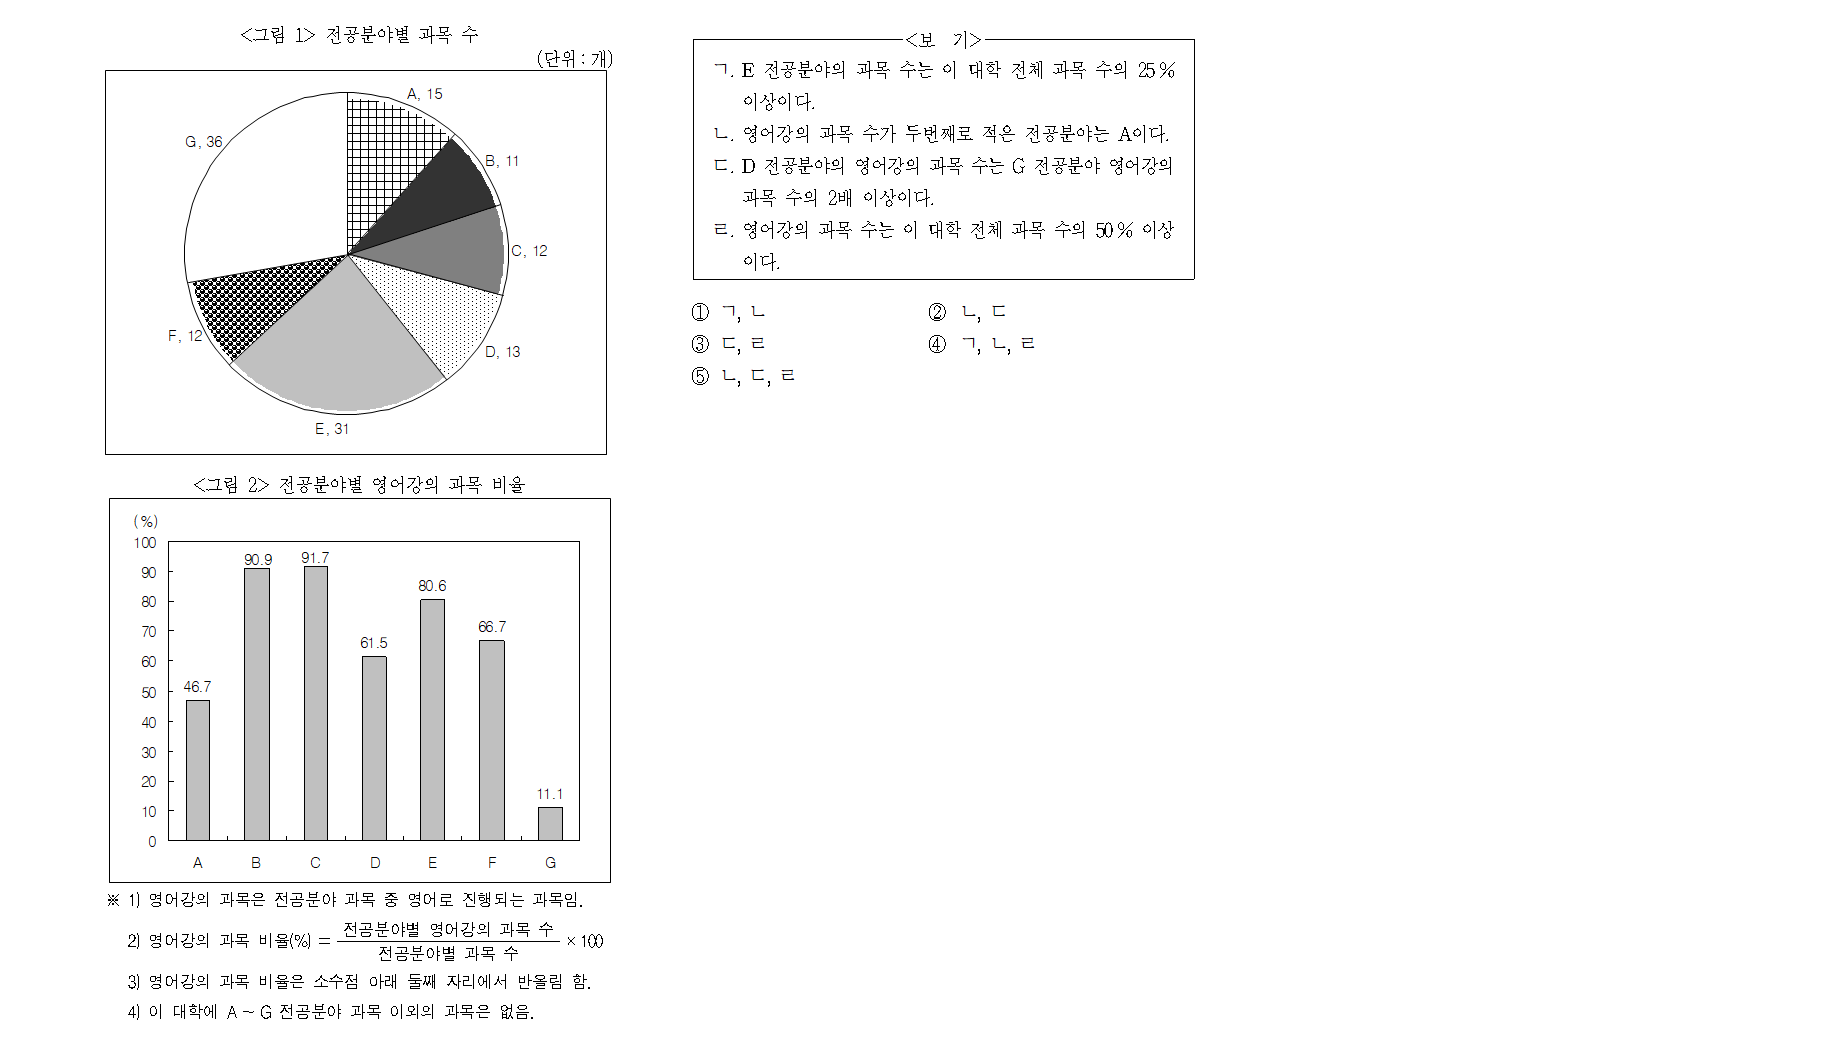 <그림 1> 전공분야별 과목 수
(단위 : 개)
A, 15
B, 11
C, 12
D, 13
E, 31
F, 12
G, 36
<그림 2> 전공분야별 영어강의 과목 비율
(%)
100
90
80
70
60
50
40
30
20
10
0
46.7
90.9
91.7
61.5
80.6
66.7
11.1
A B C D E F G
※ 1) 영어강의 과목은 전공분야 과목 중 영어로 진행되는 과목임.
2) 영어강의 과목 비율(%) = 전공분야별 영어강의 과목 수 / 전공분야별 과목 수 × 100
3) 영어강의 과목 비율은 소수점 아래 둘째 자리에서 반올림 함.
4) 이 대학에 A ~ G 전공분야 과목 이외의 과목은 없음.
<보 기>
ㄱ. E 전공분야의 과목 수는 이 대학 전체 과목 수의 25%
이상이다.
ㄴ. 영어강의 과목 수가 두번째로 적은 전공분야는 A이다.
ㄷ. D 전공분야의 영어강의 과목 수는 G 전공분야 영어강의
과목 수의 2배 이상이다.
ㄹ. 영어강의 과목 수는 이 대학 전체 과목 수의 50% 이상
이다.
① ㄱ, ㄴ ② ㄴ, ㄷ
③ ㄷ, ㄹ ④ ㄱ, ㄴ, ㄹ
⑤ ㄴ, ㄷ, ㄹ